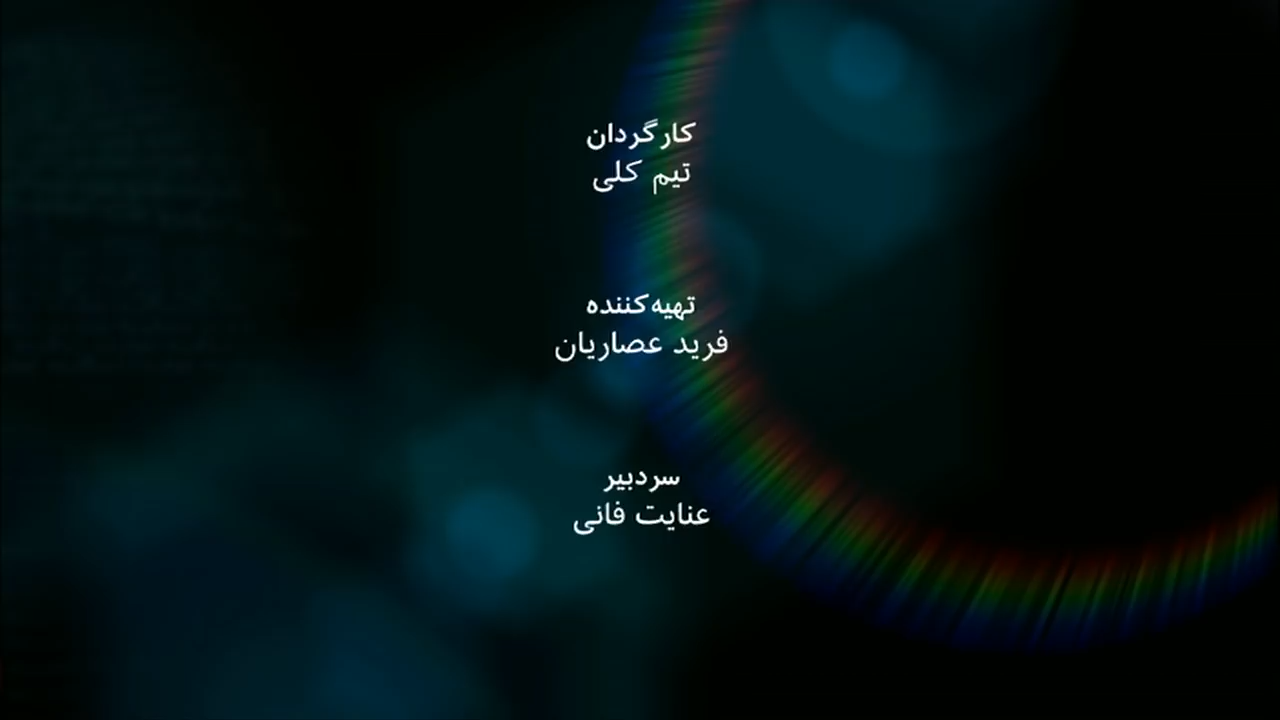 کارگردان
تیم کلی
تهیه‌کننده
فرید عصاریان
سردبیر
عنایت فانی